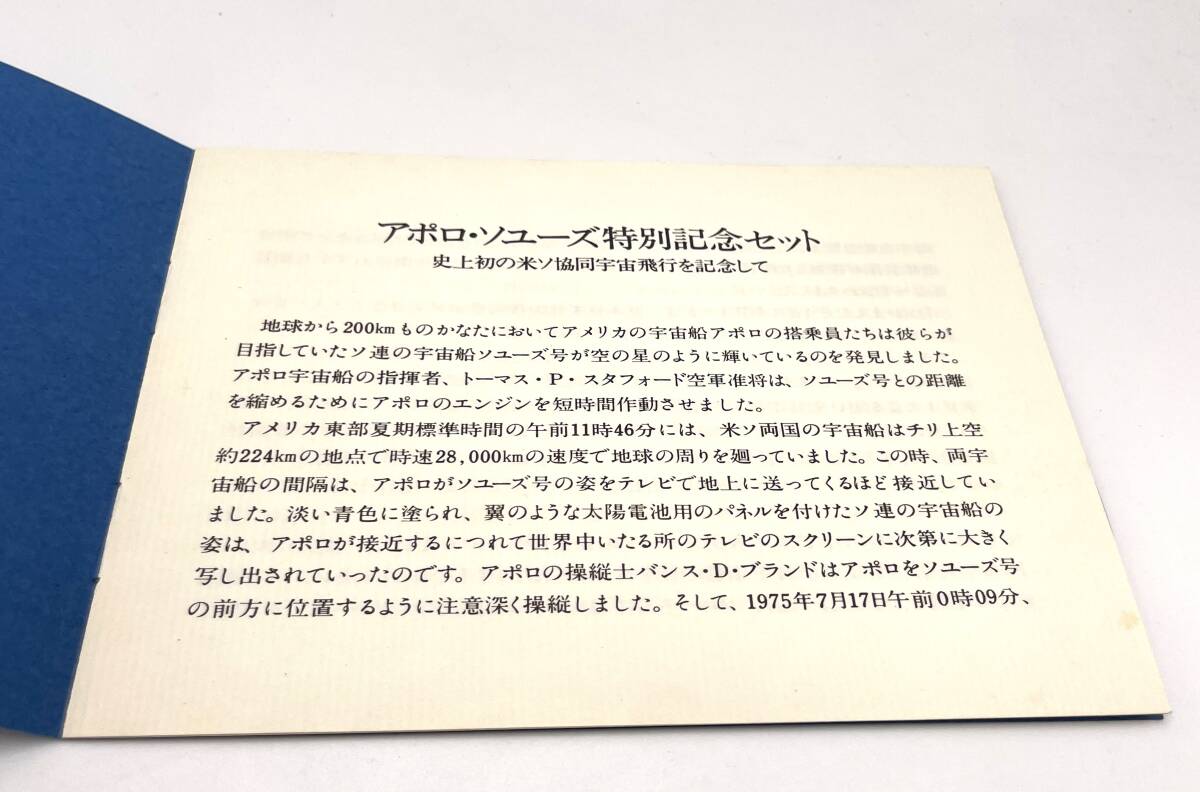 アポロ・ソユーズ特別記念セット
史上初の米ソ協同宇宙飛行を記念して
地球から200kmものかなたにおいてアメリカの宇宙船アポロの搭乗員たちは彼らが
目指していたソ連の宇宙船ソユーズ号が空の星のように輝いているのを発見しました。
アポロ宇宙船の指揮者、トーマス・P・スタフォード空軍准将は、ソユーズ号との距離
を縮めるためにアポロのエンジンを短時間作動させました。
アメリカ東部夏期標準時間の午前11時46分には、米ソ両国の宇宙船はチリ上空
約224kmの地点で時速28,000kmの速度で地球の周りを廻っていました。この時、両宇
宙船の間隔は、アポロがソユーズ号の姿をテレビで地上に送ってくるほど接近してい
ました。淡い青色に塗られ、翼のような太陽電池用のパネルを付けたソ連の宇宙船の
姿は、アポロが接近するにつれて世界中いたる所のテレビのスクリーンに次第に大きく
写し出されていったのです。アポロの操縦士バンス・D・ブランドはアポロをソユーズ号
の前方に位置するように注意深く操縦しました。そして、1975年7月17日午前0時09分、